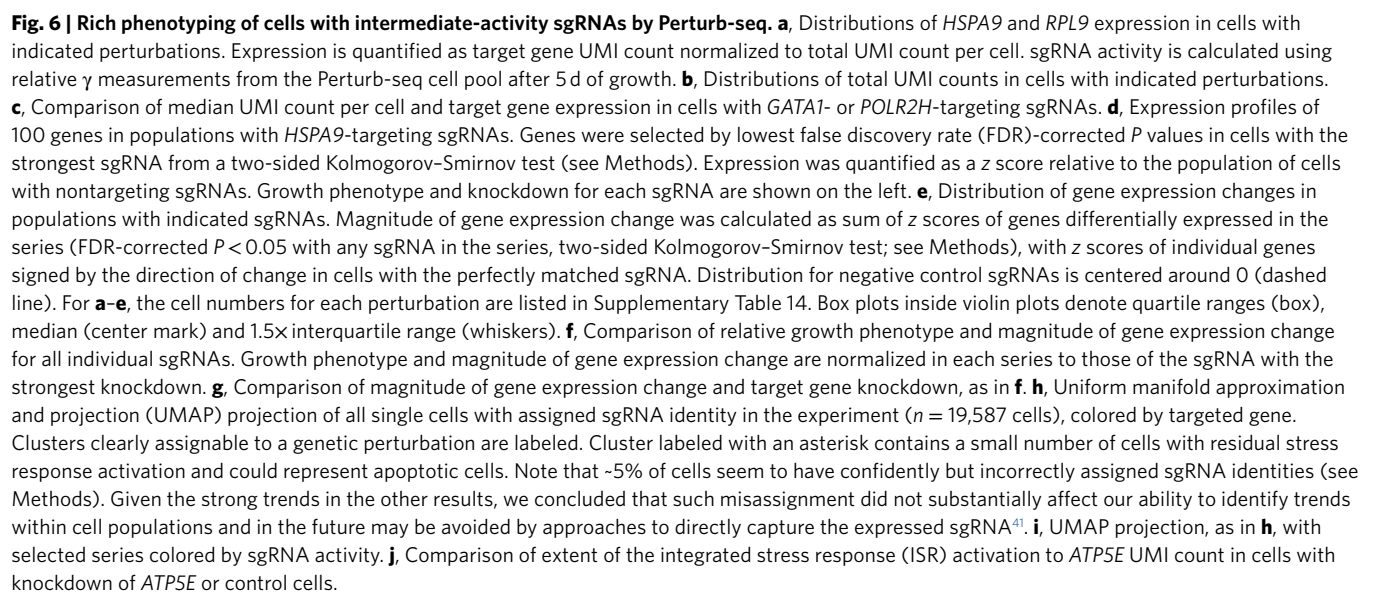 Fig. 6 | Rich phenotyping of cells with intermediate-activity sgRNAs by Perturb-seq. a, Distributions of HSPA9 and RPL9 expression in cells with
indicated perturbations. Expression is quantified as target gene UMI count normalized to total UMI count per cell. sgRNA activity is calculated using
relative γ measurements from the Perturb-seq cell pool after 5 d of growth. b, Distributions of total UMI counts in cells with indicated perturbations.
c, Comparison of median UMI count per cell and target gene expression in cells with GATA1- or POLR2H-targeting sgRNAs. d, Expression profiles of
100 genes in populations with HSPA9-targeting sgRNAs. Genes were selected by lowest false discovery rate (FDR)-corrected P values in cells with the
strongest sgRNA from a two-sided Kolmogorov–Smirnov test (see Methods). Expression was quantified as a z score relative to the population of cells
with nontargeting sgRNAs. Growth phenotype and knockdown for each sgRNA are shown on the left. e, Distribution of gene expression changes in
populations with indicated sgRNAs. Magnitude of gene expression change was calculated as sum of z scores of genes differentially expressed in the
series (FDR-corrected P < 0.05 with any sgRNA in the series, two-sided Kolmogorov–Smirnov test; see Methods), with z scores of individual genes
signed by the direction of change in cells with the perfectly matched sgRNA. Distribution for negative control sgRNAs is centered around 0 (dashed
line). For a–e, the cell numbers for each perturbation are listed in Supplementary Table 14. Box plots inside violin plots denote quartile ranges (box),
median (center mark) and 1.5× interquartile range (whiskers). f, Comparison of relative growth phenotype and magnitude of gene expression change
for all individual sgRNAs. Growth phenotype and magnitude of gene expression change are normalized in each series to those of the sgRNA with the
strongest knockdown. g, Comparison of magnitude of gene expression change and target gene knockdown, as in f. h, Uniform manifold approximation
and projection (UMAP) projection of all single cells with assigned sgRNA identity in the experiment (n = 19,587 cells), colored by targeted gene.
Clusters clearly assignable to a genetic perturbation are labeled. Cluster labeled with an asterisk contains a small number of cells with residual stress
response activation and could represent apoptotic cells. Note that ~5% of cells seem to have confidently but incorrectly assigned sgRNA identities (see
Methods). Given the strong trends in the other results, we concluded that such misassignment did not substantially affect our ability to identify trends
within cell populations and in the future may be avoided by approaches to directly capture the expressed sgRNA41. i, UMAP projection, as in h, with
selected series colored by sgRNA activity. j, Comparison of extent of the integrated stress response (ISR) activation to ATP5E UMI count in cells with
knockdown of ATP5E or control cells.